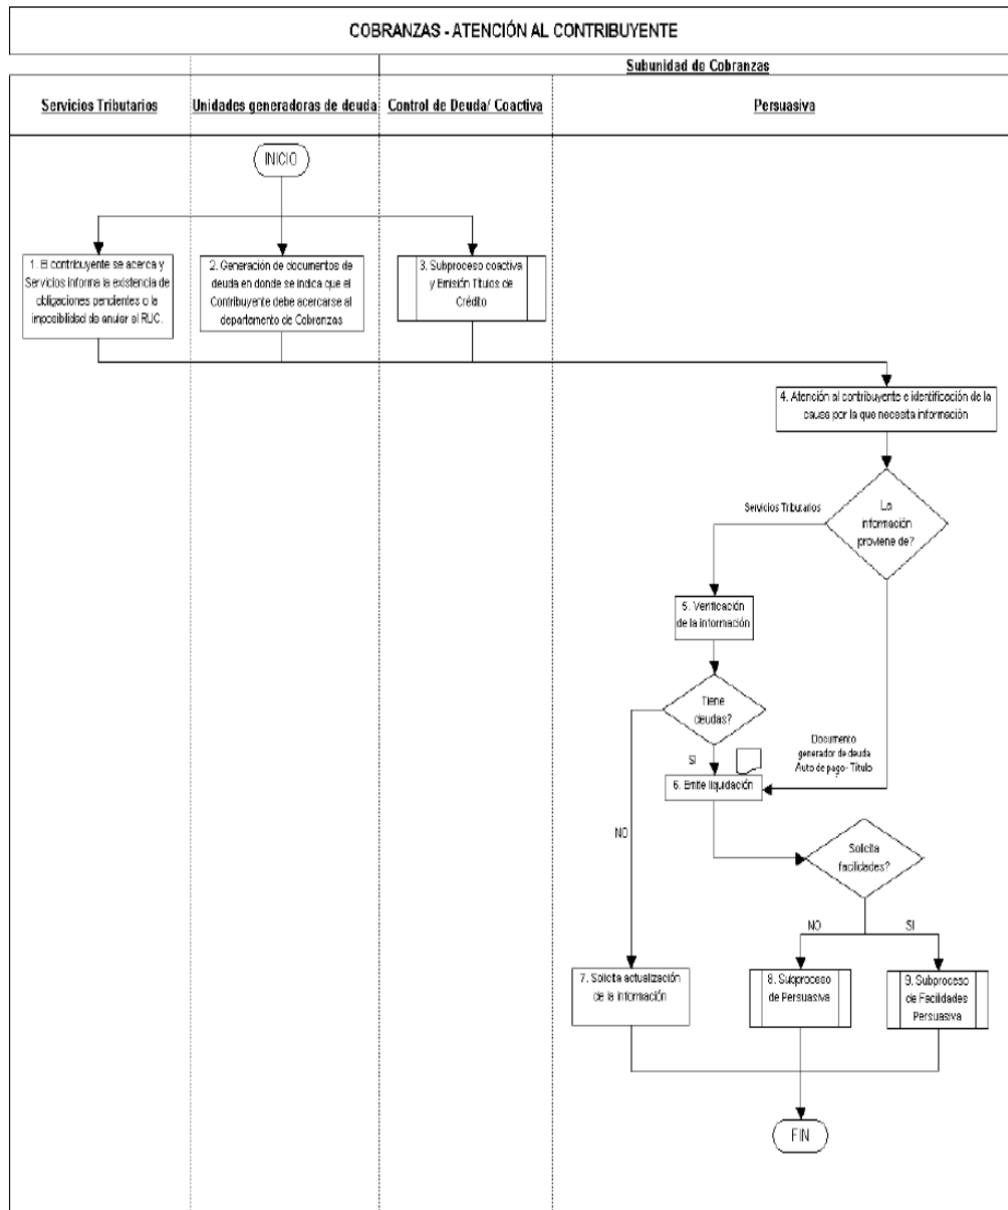 COBRANZAS - ATENCIÓN AL CONTRIBUYENTE
Subunidad de Cobranzas
Servicios Tributarios
Unidades generadoras de deuda
Control de Deuda/ Coactiva
Persuasiva
INICIO
1. El contribuyente se acerca y
Servicios informa la existencia de
obligaciones pendientes o la
imposibilidad de anular el RUC.
2. Generación de documentos de
deuda en donde se indica que el
Contribuyente debe acercarse al
departamento de Cobranzas
3. Subproceso coactiva
y Emisión Títulos de
Crédito
4. Atención al contribuyente e identificación de la
causa por la que necesita información
La
información
proviene de?
Servicios Tributarios
5. Verificación
de la información
Tiene
deudas?
SI
Documento
generador de deuda
Auto de pago- Título
6. Emite liquidación
NO
Solicita
facilidades?
NO
SI
7. Solicita actualización
de la información
8. Subproceso
de Persuasiva
9. Subproceso
de Facilidades
Persuasiva
FIN